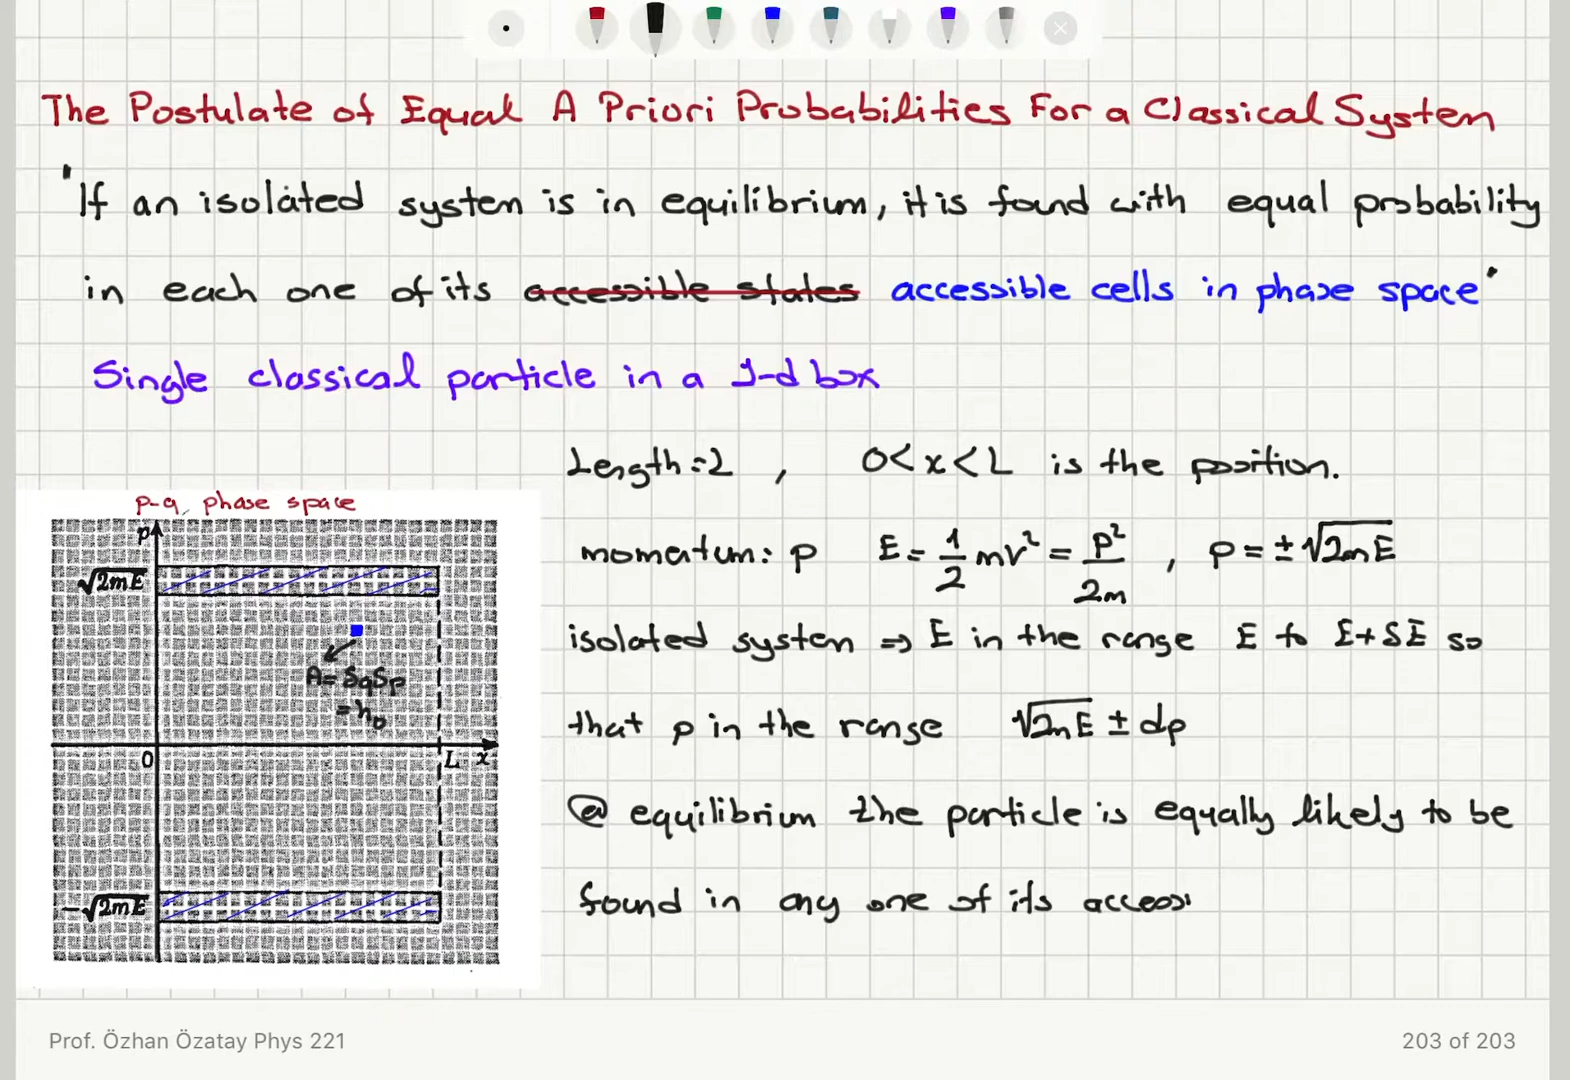 The Postulate of Equal A Priori Probabilities For a Classical System
"If an isolated system is in equilibrium, it is found with equal probability
in each one of its accessible states accessible cells in phase space"
Single classical particle in a 1-d box
Length=2 , 0<x<L is the position.
p-q phase space
p
√2mE
A= δqδp
= h₀
0 L x
-√2mE
momentum: p E = 1/2 mv² = p²/2m , p = ±√2mE
isolated system ⇒ E in the range E to E+δE so
that p in the range √2mE ± dp
@ equilibrium the particle is equally likely to be
found in any one of its access
Prof. Özhan Özatay Phys 221
203 of 203